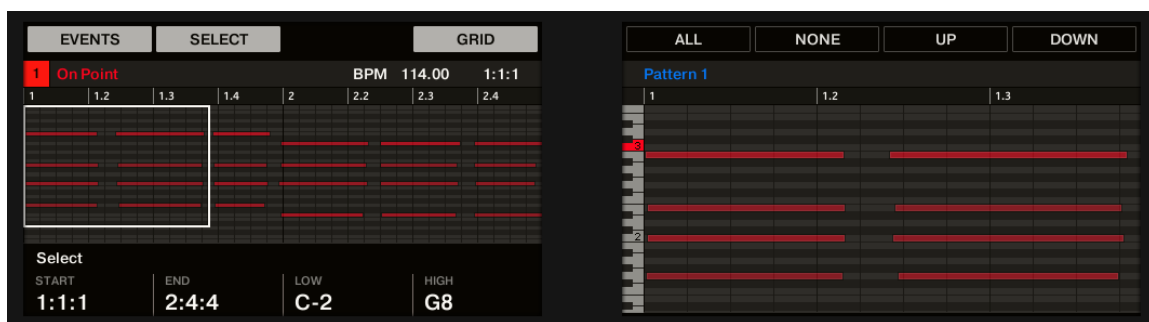 EVENTS SELECT GRID
1 On Point BPM 114.00 1:1:1
1 1.2 1.3 1.4 2 2.2 2.3 2.4
Select
START END LOW HIGH
1:1:1 2:4:4 C-2 G8
ALL NONE UP DOWN
Pattern 1
1 1.2 1.3
3
2